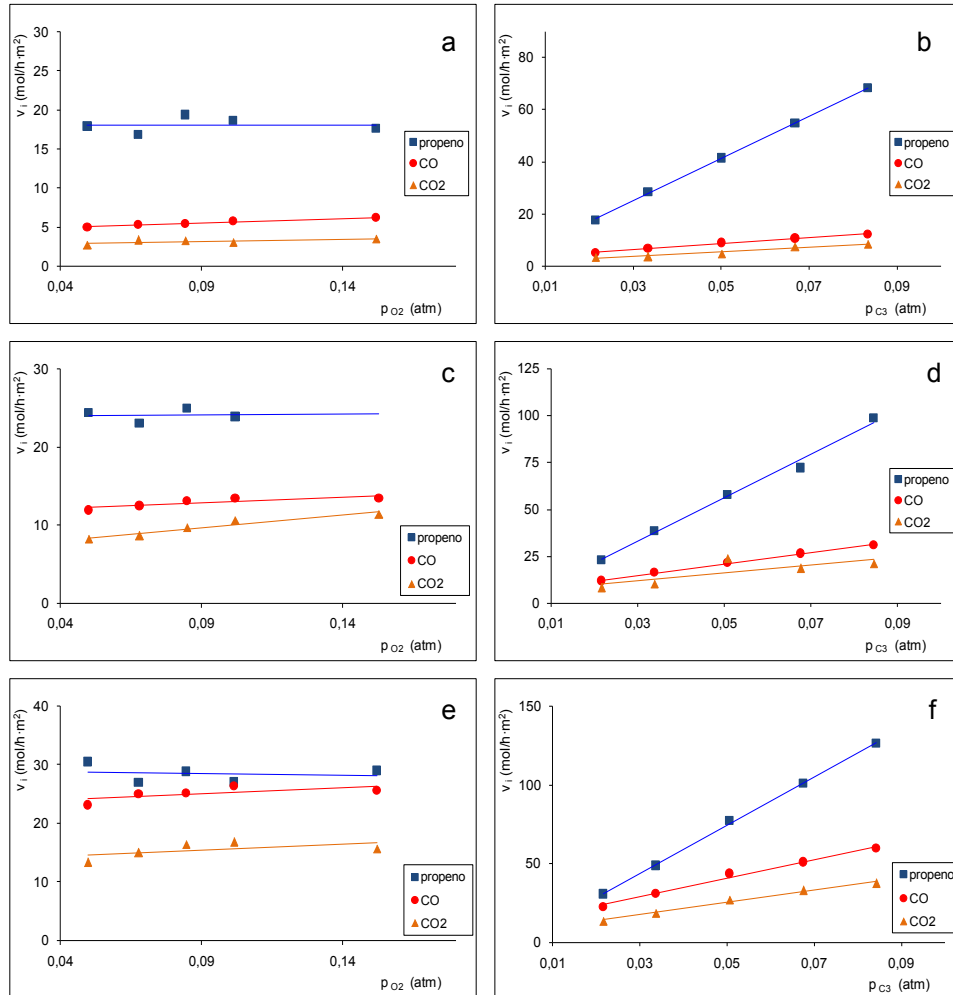 a
v i (mol/h·m²)
30
20
10
0
0,04
0,09
0,14
p O2 (atm)
propeno
CO
CO2
b
v i (mol/h·m²)
80
60
40
20
0
0,01
0,03
0,05
0,07
0,09
p C3 (atm)
propeno
CO
CO2
c
v i (mol/h·m²)
30
20
10
0
0,04
0,09
0,14
p O2 (atm)
propeno
CO
CO2
d
v i (mol/h·m²)
125
100
75
50
25
0
0,01
0,03
0,05
0,07
0,09
p C3 (atm)
propeno
CO
CO2
e
v i (mol/h·m²)
40
30
20
10
0
0,04
0,09
0,14
p O2 (atm)
propeno
CO
CO2
f
v i (mol/h·m²)
150
100
50
0
0,01
0,03
0,05
0,07
0,09
p C3 (atm)
propeno
CO
CO2